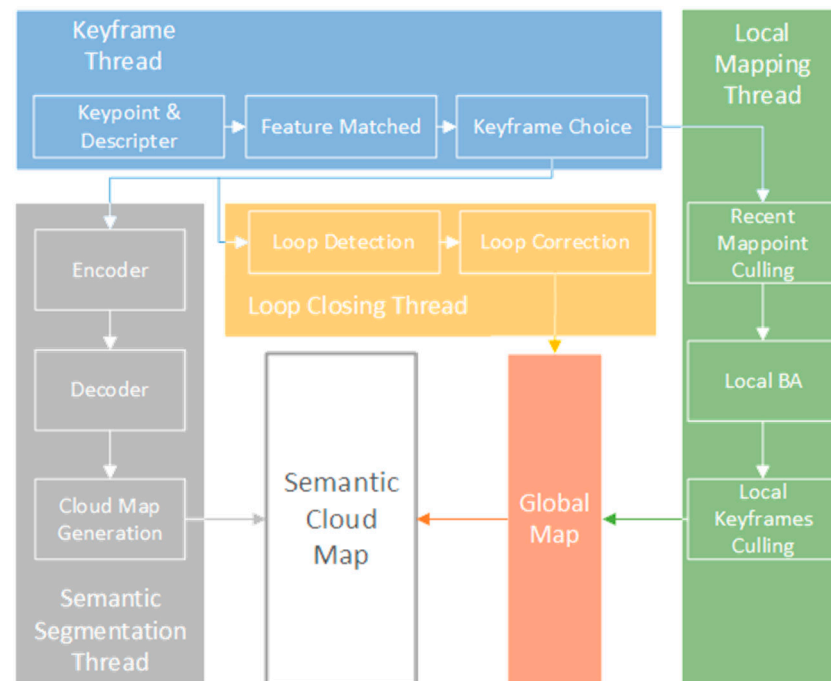 Keyframe
Thread
Keypoint &
Descripter
Feature Matched
Keyframe Choice
Local
Mapping
Thread
Recent
Mappoint
Culling
Local BA
Local
Keyframes
Culling
Loop Detection
Loop Correction
Loop Closing Thread
Encoder
Decoder
Cloud Map
Generation
Semantic
Segmentation
Thread
Semantic
Cloud
Map
Global
Map